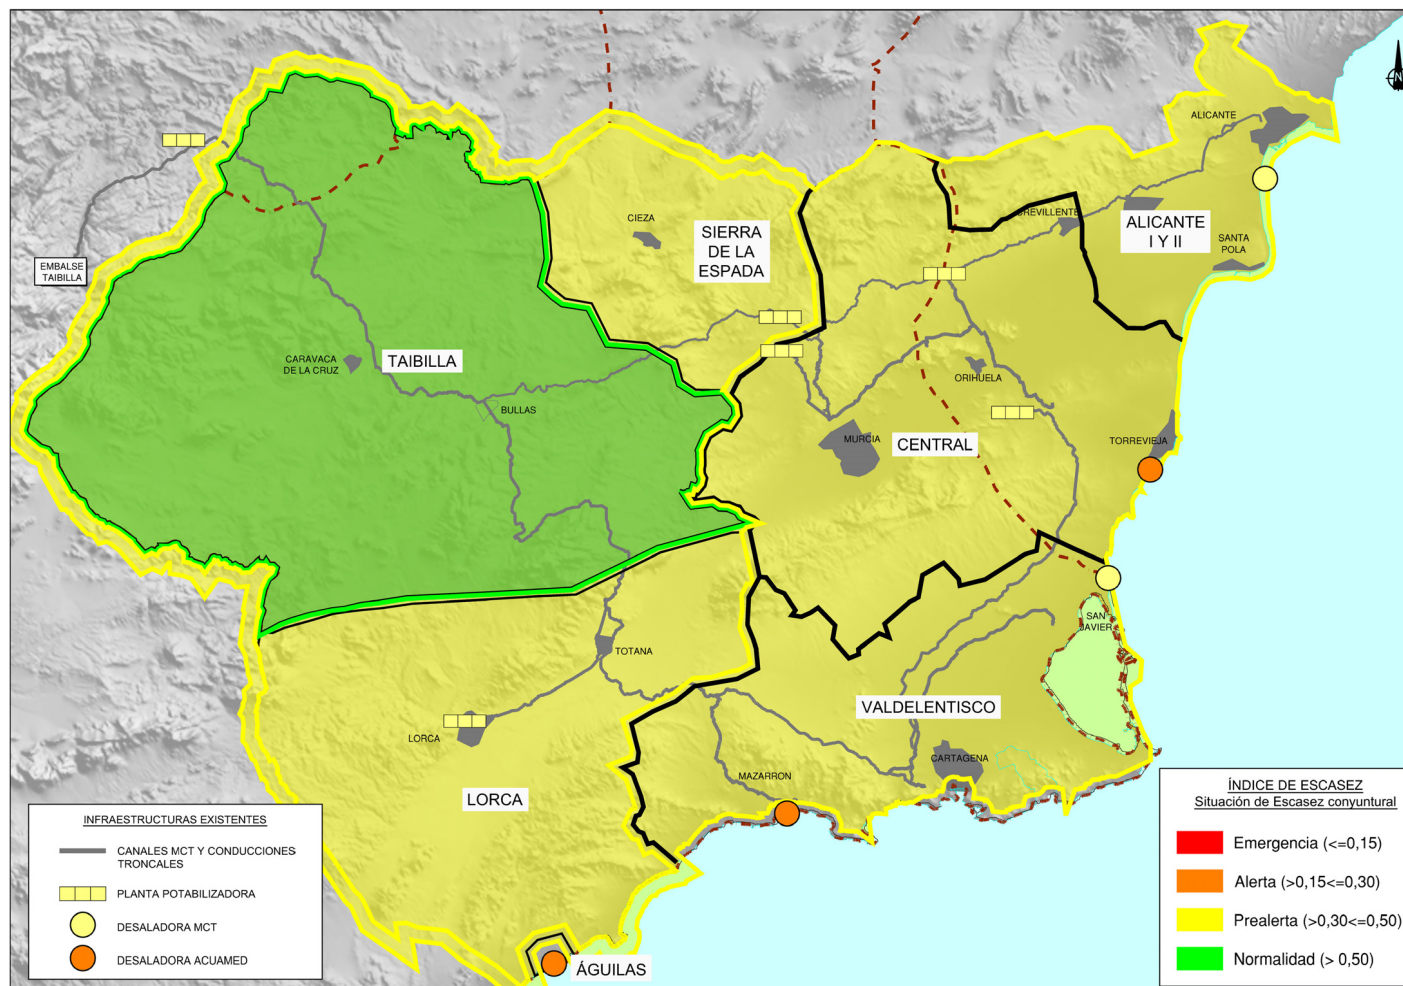 ALICANTE
CIEZA
SIERRA
DE LA
ESPADA
CREVILLENTE
ALICANTE
I Y II
SANTA
POLA
EMBALSE
TAIBILLA
CARAVACA
DE LA CRUZ
TAIBILLA
ORIHUELA
BULLAS
MURCIA
CENTRAL
TORREVIEJA
SAN
JAVIER
TOTANA
VALDELENTISCO
LORCA
CARTAGENA
MAZARRON
LORCA
ÁGUILAS
N
INFRAESTRUCTURAS EXISTENTES
CANALES MCT Y CONDUCCIONES
TRONCALES
PLANTA POTABILIZADORA
DESALADORA MCT
DESALADORA ACUAMED
ÍNDICE DE ESCASEZ
Situación de Escasez conyuntural
Emergencia (<=0,15)
Alerta (>0,15<=0,30)
Prealerta (>0,30<=0,50)
Normalidad (> 0,50)